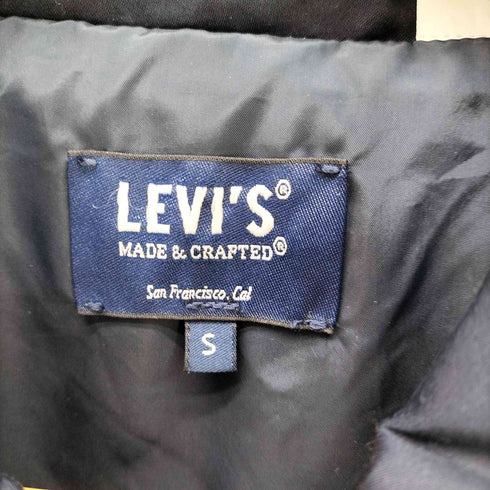 LEVI'S®
MADE & CRAFTED®
San Francisco, Cal
S